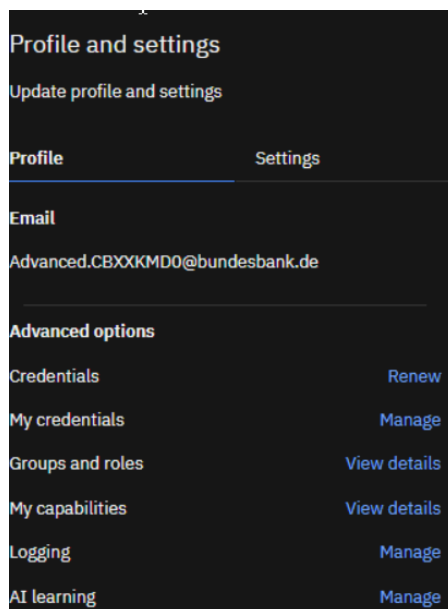 Profile and settings
Update profile and settings
Profile Settings
Email
Advanced.CBXXKMD0@bundesbank.de
Advanced options
Credentials Renew
My credentials Manage
Groups and roles View details
My capabilities View details
Logging Manage
AI learning Manage